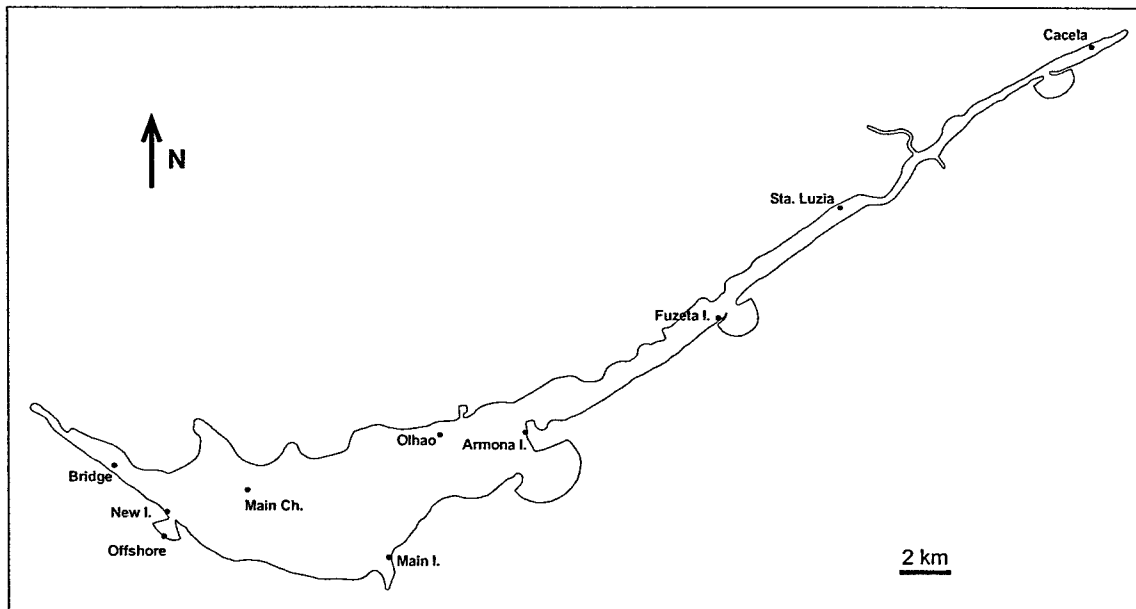 Cacela
N
Sta. Luzia
Fuzeta I.
Olhao
Armona I.
Bridge
Main Ch.
New I.
Offshore
Main I.
2 km